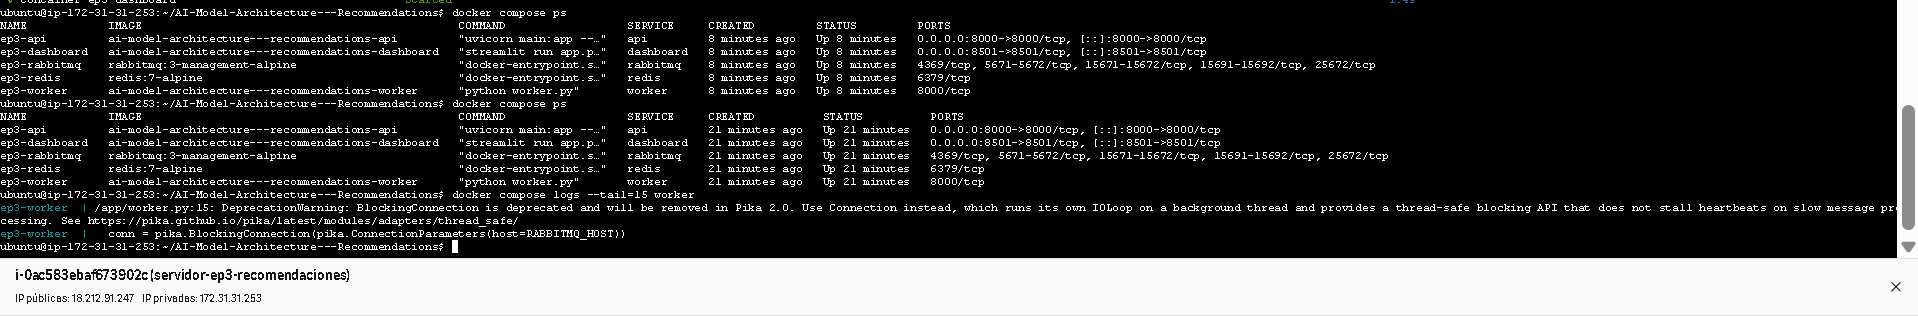 Container ep3-dashboard Started 1.4s
ubuntu@ip-172-31-31-253:~/AI-Model-Architecture---Recommendations$ docker compose ps
NAME IMAGE COMMAND SERVICE CREATED STATUS PORTS
ep3-api ai-model-architecture---recommendations-api "uvicorn main:app --…" api 8 minutes ago Up 8 minutes 0.0.0.0:8000->8000/tcp, [::]:8000->8000/tcp
ep3-dashboard ai-model-architecture---recommendations-dashboard "streamlit run app.p…" dashboard 8 minutes ago Up 8 minutes 0.0.0.0:8501->8501/tcp, [::]:8501->8501/tcp
ep3-rabbitmq rabbitmq:3-management-alpine "docker-entrypoint.s…" rabbitmq 8 minutes ago Up 8 minutes 4369/tcp, 5671-5672/tcp, 15671-15672/tcp, 15691-15692/tcp, 25672/tcp
ep3-redis redis:7-alpine "docker-entrypoint.s…" redis 8 minutes ago Up 8 minutes 6379/tcp
ep3-worker ai-model-architecture---recommendations-worker "python worker.py" worker 8 minutes ago Up 8 minutes 8000/tcp
ubuntu@ip-172-31-31-253:~/AI-Model-Architecture---Recommendations$ docker compose ps
NAME IMAGE COMMAND SERVICE CREATED STATUS PORTS
ep3-api ai-model-architecture---recommendations-api "uvicorn main:app --…" api 21 minutes ago Up 21 minutes 0.0.0.0:8000->8000/tcp, [::]:8000->8000/tcp
ep3-dashboard ai-model-architecture---recommendations-dashboard "streamlit run app.p…" dashboard 21 minutes ago Up 21 minutes 0.0.0.0:8501->8501/tcp, [::]:8501->8501/tcp
ep3-rabbitmq rabbitmq:3-management-alpine "docker-entrypoint.s…" rabbitmq 21 minutes ago Up 21 minutes 4369/tcp, 5671-5672/tcp, 15671-15672/tcp, 15691-15692/tcp, 25672/tcp
ep3-redis redis:7-alpine "docker-entrypoint.s…" redis 21 minutes ago Up 21 minutes 6379/tcp
ep3-worker ai-model-architecture---recommendations-worker "python worker.py" worker 21 minutes ago Up 21 minutes 8000/tcp
ubuntu@ip-172-31-31-253:~/AI-Model-Architecture---Recommendations$ docker compose logs --tail=15 worker
ep3-worker | /app/worker.py:15: DeprecationWarning: BlockingConnection is deprecated and will be removed in Pika 2.0. Use Connection instead, which runs its own IOLoop on a background thread and provides a thread-safe blocking API that does not stall heartbeats on slow message pro
cessing. See https://pika.github.io/pika/latest/modules/adapters/thread_safe/
ep3-worker | conn = pika.BlockingConnection(pika.ConnectionParameters(host=RABBITMQ_HOST))
ubuntu@ip-172-31-31-253:~/AI-Model-Architecture---Recommendations$
i-0ac583ebaf673902c (servidor-ep3-recomendaciones)
IP públicas: 18.212.91.247 IP privadas: 172.31.31.253